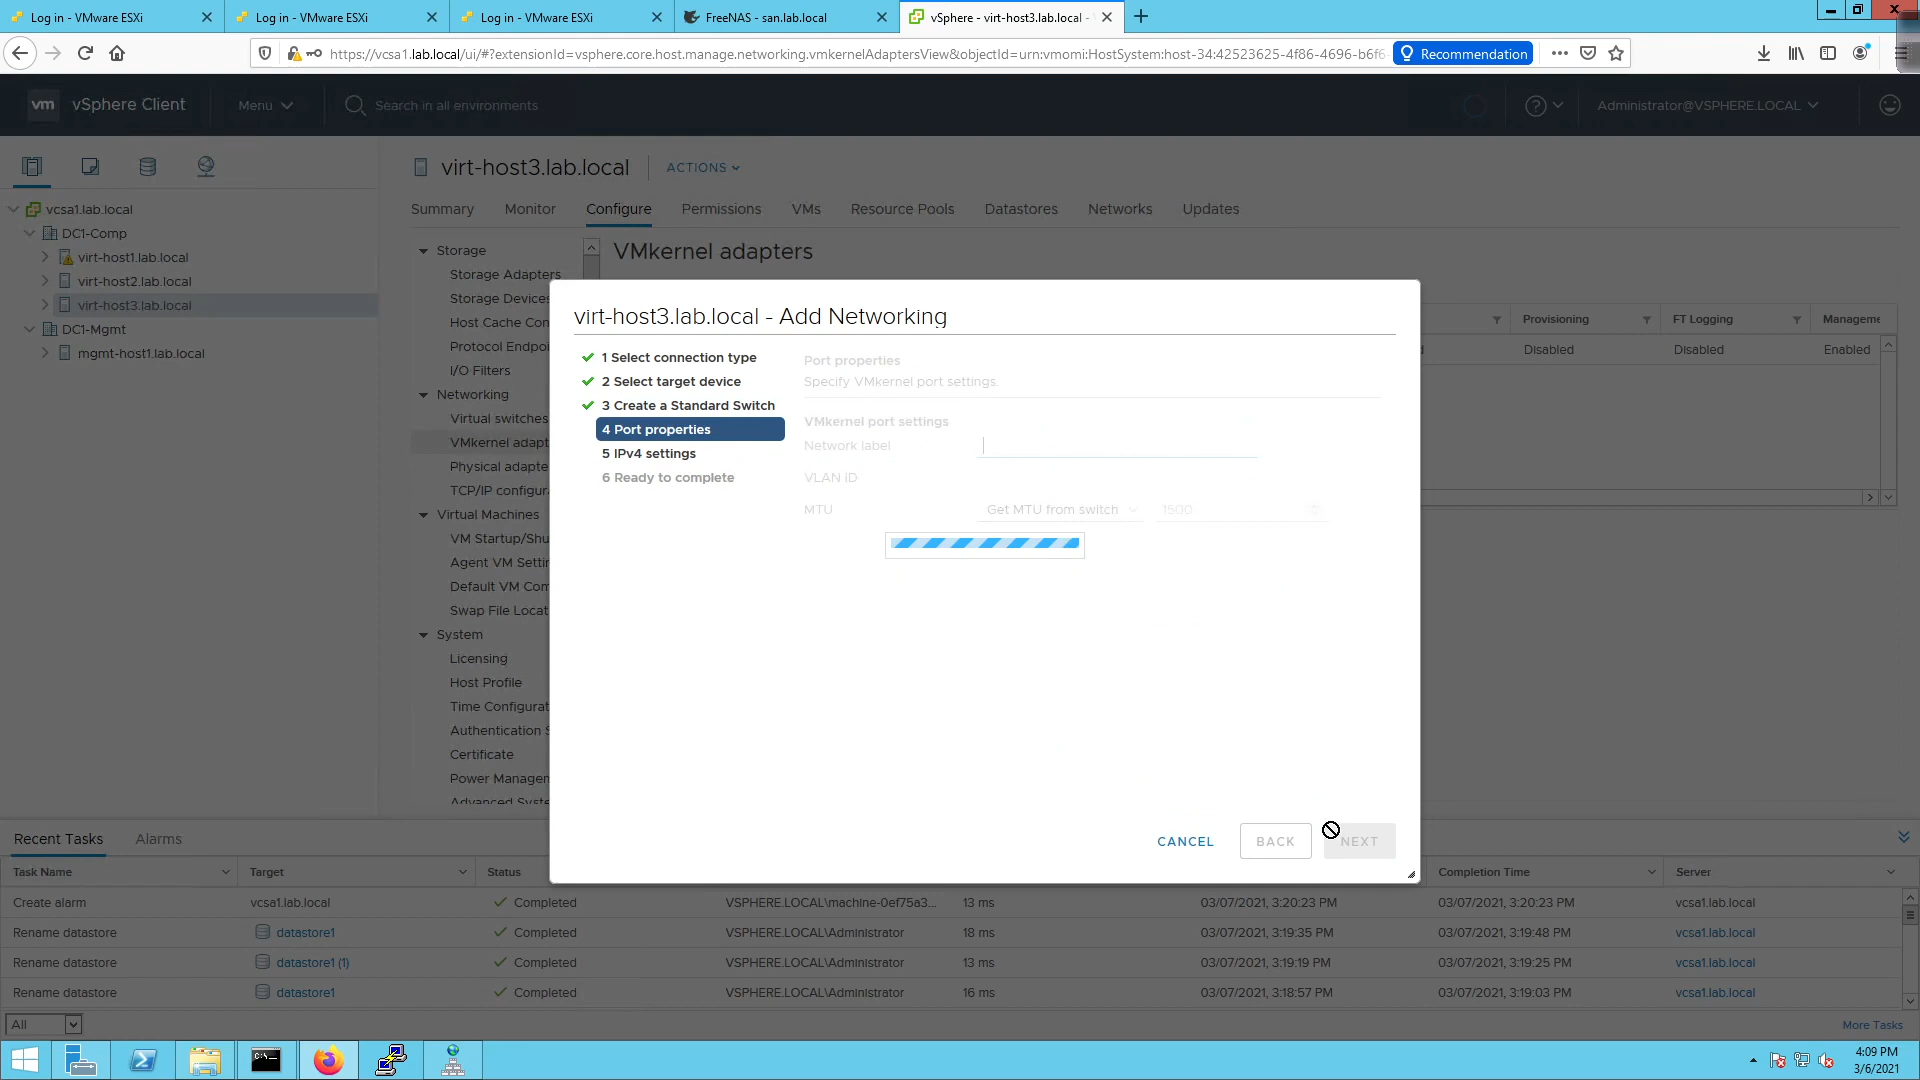 Log in - VMware ESXi
Log in - VMware ESXi
Log in - VMware ESXi
FreeNAS - san.lab.local
vSphere - virt-host3.lab.local -
https://vcsa1.lab.local/ui/#?extensionId=vsphere.core.host.manage.networking.vmkernelAdaptersView&objectId=urn:vmomi:HostSystem:host-34:42523625-4f86-4696-b6f6-
Recommendation
vm vSphere Client
Menu
Search in all environments
Administrator@VSPHERE.LOCAL
vcsa1.lab.local
DC1-Comp
virt-host1.lab.local
virt-host2.lab.local
virt-host3.lab.local
DC1-Mgmt
mgmt-host1.lab.local
virt-host3.lab.local
ACTIONS
Summary Monitor Configure Permissions VMs Resource Pools Datastores Networks Updates
Storage
Storage Adapters
Storage Devices
Host Cache Con
Protocol Endpoi
I/O Filters
Networking
Virtual switches
VMkernel adapt
Physical adapte
TCP/IP configura
Virtual Machines
VM Startup/Shu
Agent VM Settir
Default VM Com
Swap File Locat
System
Licensing
Host Profile
Time Configurat
Authentication S
Certificate
Power Managem
Advanced Syste
VMkernel adapters
Provisioning FT Logging Manageme
Disabled Disabled Enabled
virt-host3.lab.local - Add Networking
1 Select connection type
2 Select target device
3 Create a Standard Switch
4 Port properties
5 IPv4 settings
6 Ready to complete
Port properties
Specify VMkernel port settings.
VMkernel port settings
Network label
VLAN ID
MTU Get MTU from switch 1500
CANCEL BACK NEXT
Recent Tasks Alarms
Task Name Target Status Completion Time Server
Create alarm vcsa1.lab.local Completed VSPHERE.LOCAL\machine-0ef75a3... 13 ms 03/07/2021, 3:20:23 PM 03/07/2021, 3:20:23 PM vcsa1.lab.local
Rename datastore datastore1 Completed VSPHERE.LOCAL\Administrator 18 ms 03/07/2021, 3:19:35 PM 03/07/2021, 3:19:48 PM vcsa1.lab.local
Rename datastore datastore1 (1) Completed VSPHERE.LOCAL\Administrator 13 ms 03/07/2021, 3:19:19 PM 03/07/2021, 3:19:25 PM vcsa1.lab.local
Rename datastore datastore1 Completed VSPHERE.LOCAL\Administrator 16 ms 03/07/2021, 3:18:57 PM 03/07/2021, 3:19:03 PM vcsa1.lab.local
All
More Tasks
4:09 PM
3/6/2021